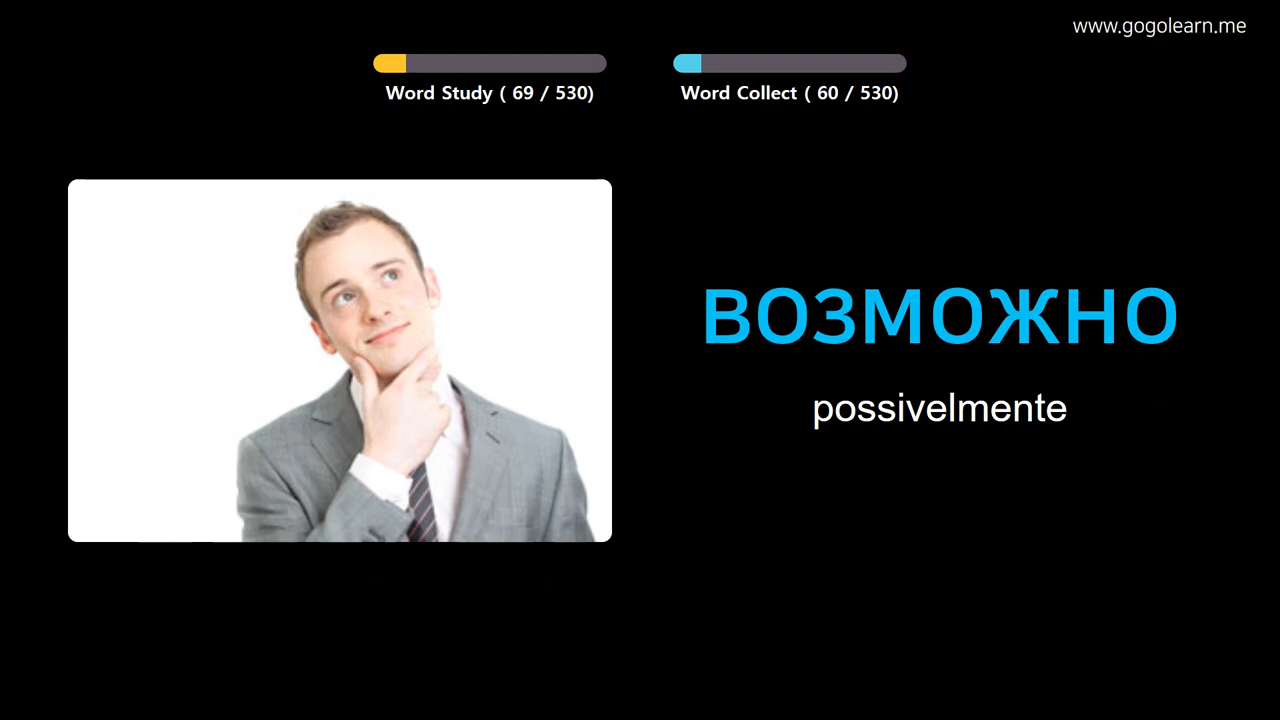 www.gogolearn.me
Word Study ( 69 / 530)
Word Collect ( 60 / 530)
возможно
possivelmente